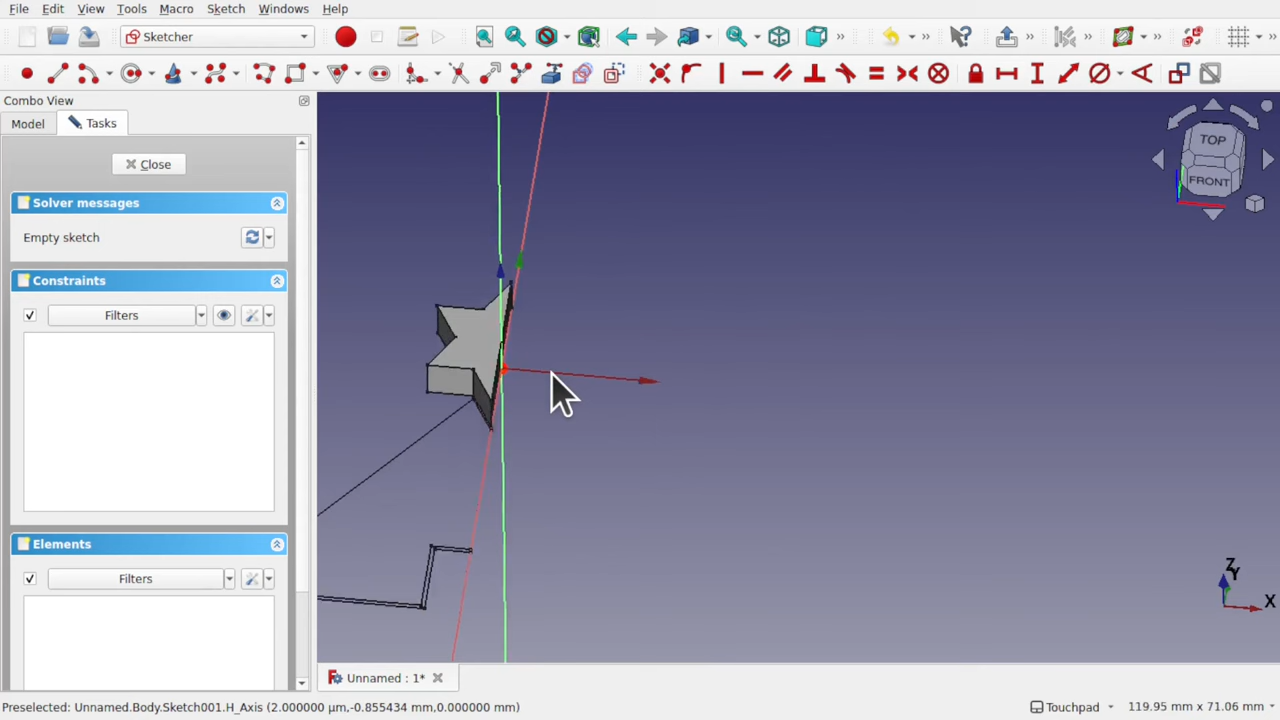 File Edit View Tools Macro Sketch Windows Help
Sketcher
Combo View
Model Tasks
Close
Solver messages
Empty sketch
Constraints
Filters
Elements
Filters
TOP
FRONT
Z
Y
X
Unnamed : 1*
Preselected: Unnamed.Body.Sketch001.H_Axis (2.000000 µm,-0.855434 mm,0.000000 mm) Touchpad 119.95 mm x 71.06 mm